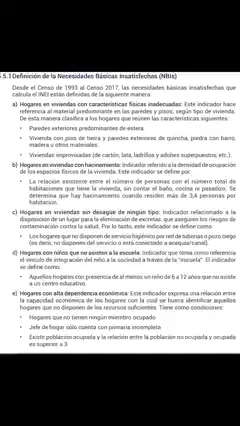 5.1 Definición de la Necesidades Básicas Insatisfechas (NBIs)
Desde el Censo de 1993 al Censo 2017, las necesidades básicas insatisfechas que
calcula el INEI están definidas de la siguiente manera:
a) Hogares en viviendas con características físicas inadecuadas: Este indicador hace
referencia al material predominante en las paredes y pisos, según tipo de vivienda.
De esta manera clasifica a los hogares que reúnen las características siguientes:
• Paredes exteriores predominantes de estera
• Vivienda con piso de tierra y paredes exteriores de quincha, piedra con barro,
madera u otros materiales.
• Viviendas improvisadas (de cartón, lata, ladrillos y adobes superpuestos, etc.).
b) Hogares en viviendas con hacinamiento: Indicador referido a la densidad de ocupación
de los espacios físicos de la vivienda. Este indicador se define por:
• La relación existente entre el número de personas con el número total de
habitaciones que tiene la vivienda, sin contar el baño, cocina ni pasadizo. Se
determina que hay hacinamiento cuando residen más de 3,4 personas por
habitación.
c) Hogares en viviendas sin desagüe de ningún tipo: Indicador relacionado a la
disposición de un lugar para la eliminación de excretas, que aseguren los riesgos de
contaminación contra la salud. Por lo tanto, este indicador se define como:
• Los hogares que no disponen de servicio higiénico por red de tuberías o pozo ciego
(es decir, no disponen del servicio o está conectado a acequia/canal).
d) Hogares con niños que no asisten a la escuela: Indicador que toma como referencia
el vínculo de integración del niño a la sociedad a través de la "escuela". El indicador
se define como:
• Aquellos hogares con presencia de al menos un niño de 6 a 12 años que no asiste
a un centro educativo.
e) Hogares con alta dependencia económica: Este indicador expresa una relación entre
la capacidad económica de los hogares con la cual se busca identificar aquellos
hogares que no disponen de los recursos suficientes. Tiene como condiciones:
• Hogares que no tienen ningún miembro ocupado
• Jefe de hogar sólo cuenta con primaria incompleta
• Existe población ocupada y la relación entre la población no ocupada y ocupada
es superior a 3